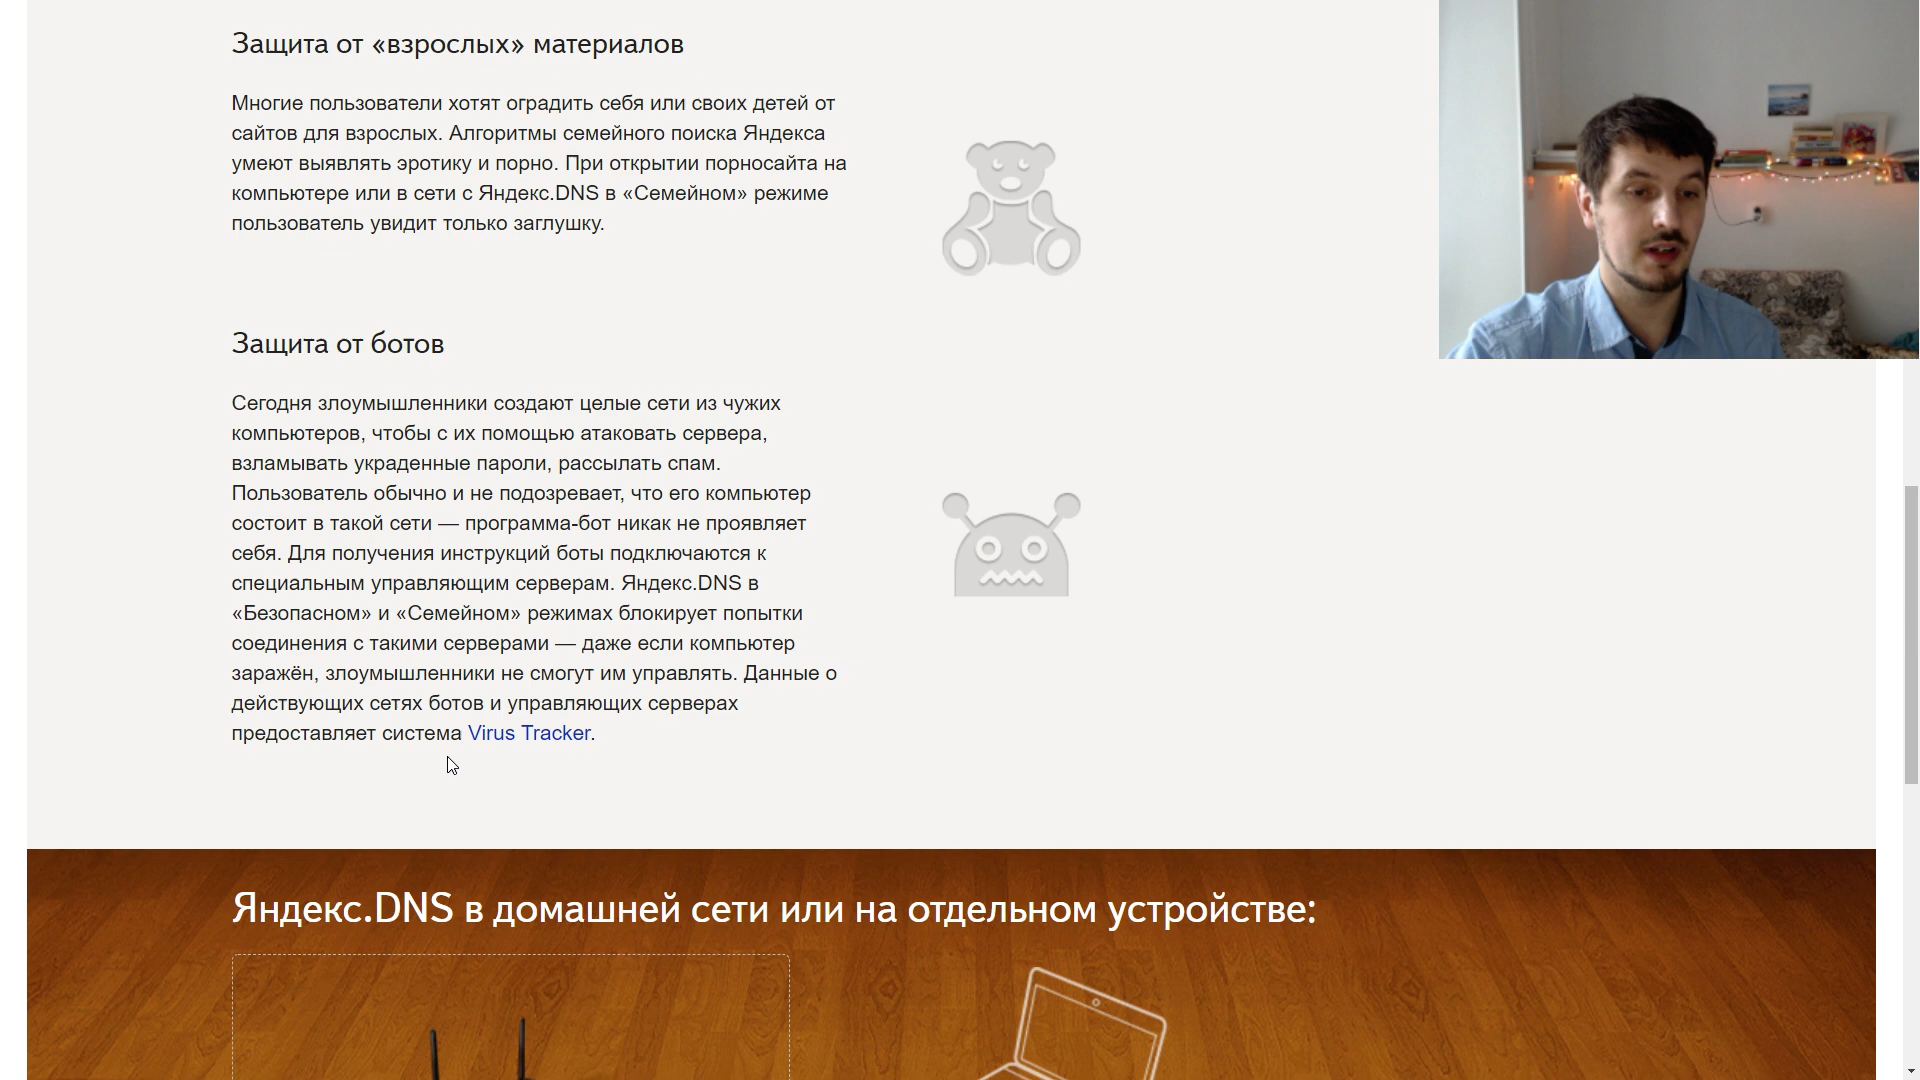 Защита от «взрослых» материалов
Многие пользователи хотят оградить себя или своих детей от
сайтов для взрослых. Алгоритмы семейного поиска Яндекса
умеют выявлять эротику и порно. При открытии порносайта на
компьютере или в сети с Яндекс.DNS в «Семейном» режиме
пользователь увидит только заглушку.
Защита от ботов
Сегодня злоумышленники создают целые сети из чужих
компьютеров, чтобы с их помощью атаковать сервера,
взламывать украденные пароли, рассылать спам.
Пользователь обычно и не подозревает, что его компьютер
состоит в такой сети — программа-бот никак не проявляет
себя. Для получения инструкций боты подключаются к
специальным управляющим серверам. Яндекс.DNS в
«Безопасном» и «Семейном» режимах блокирует попытки
соединения с такими серверами — даже если компьютер
заражён, злоумышленники не смогут им управлять. Данные о
действующих сетях ботов и управляющих серверах
предоставляет система Virus Tracker.
Яндекс.DNS в домашней сети или на отдельном устройстве: